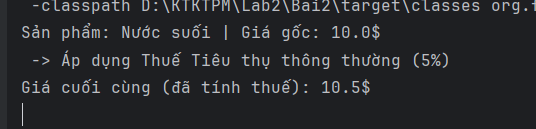 -classpath D:\KTKTPM\Lab2\Bai2\target\classes org.
Sản phẩm: Nước suối | Giá gốc: 10.0$
 -> Áp dụng Thuế Tiêu thụ thông thường (5%)
Giá cuối cùng (đã tính thuế): 10.5$